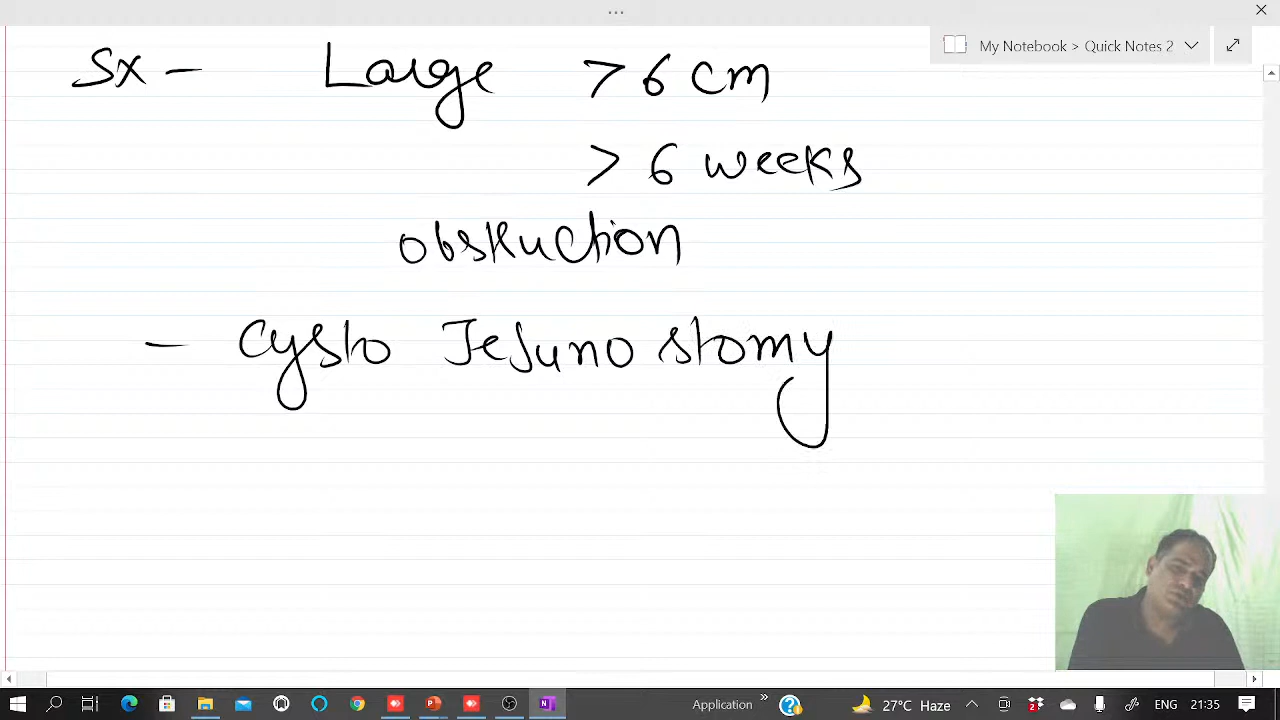 ...
My Notebook > Quick Notes 2
Sx - Large > 6 cm
> 6 weeks
obstruction
- Cysto Jejuno stomy
Application
27°C Haze
ENG
21:35